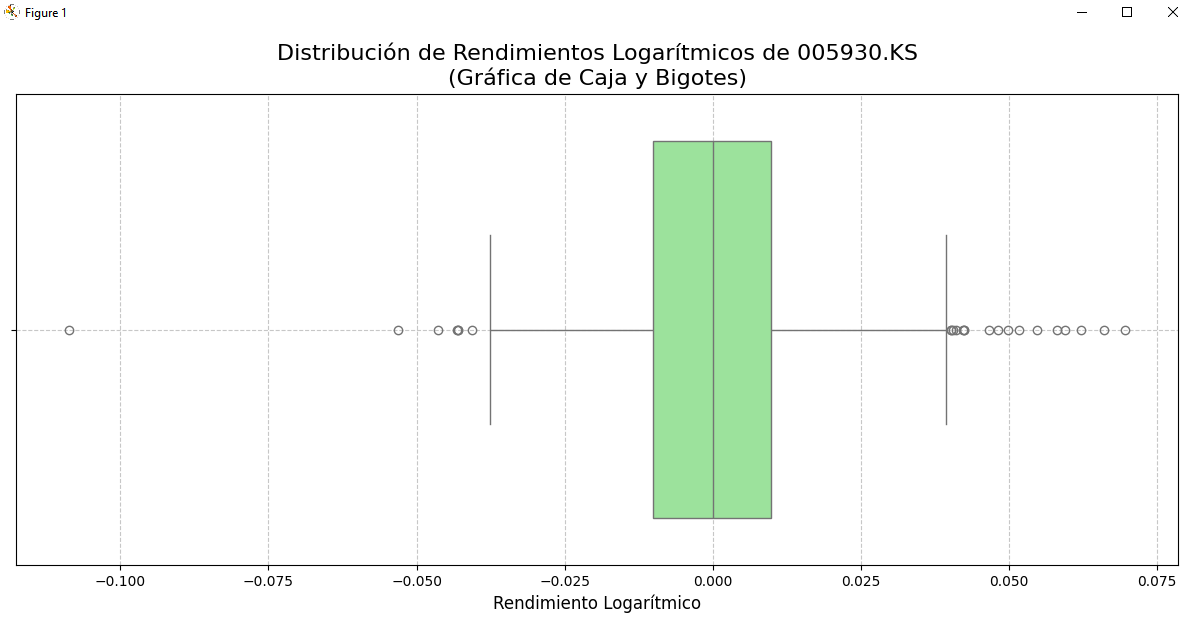 Figure 1
Distribución de Rendimientos Logarítmicos de 005930.KS
(Gráfica de Caja y Bigotes)
−0.100 −0.075 −0.050 −0.025 0.000 0.025 0.050 0.075
Rendimiento Logarítmico